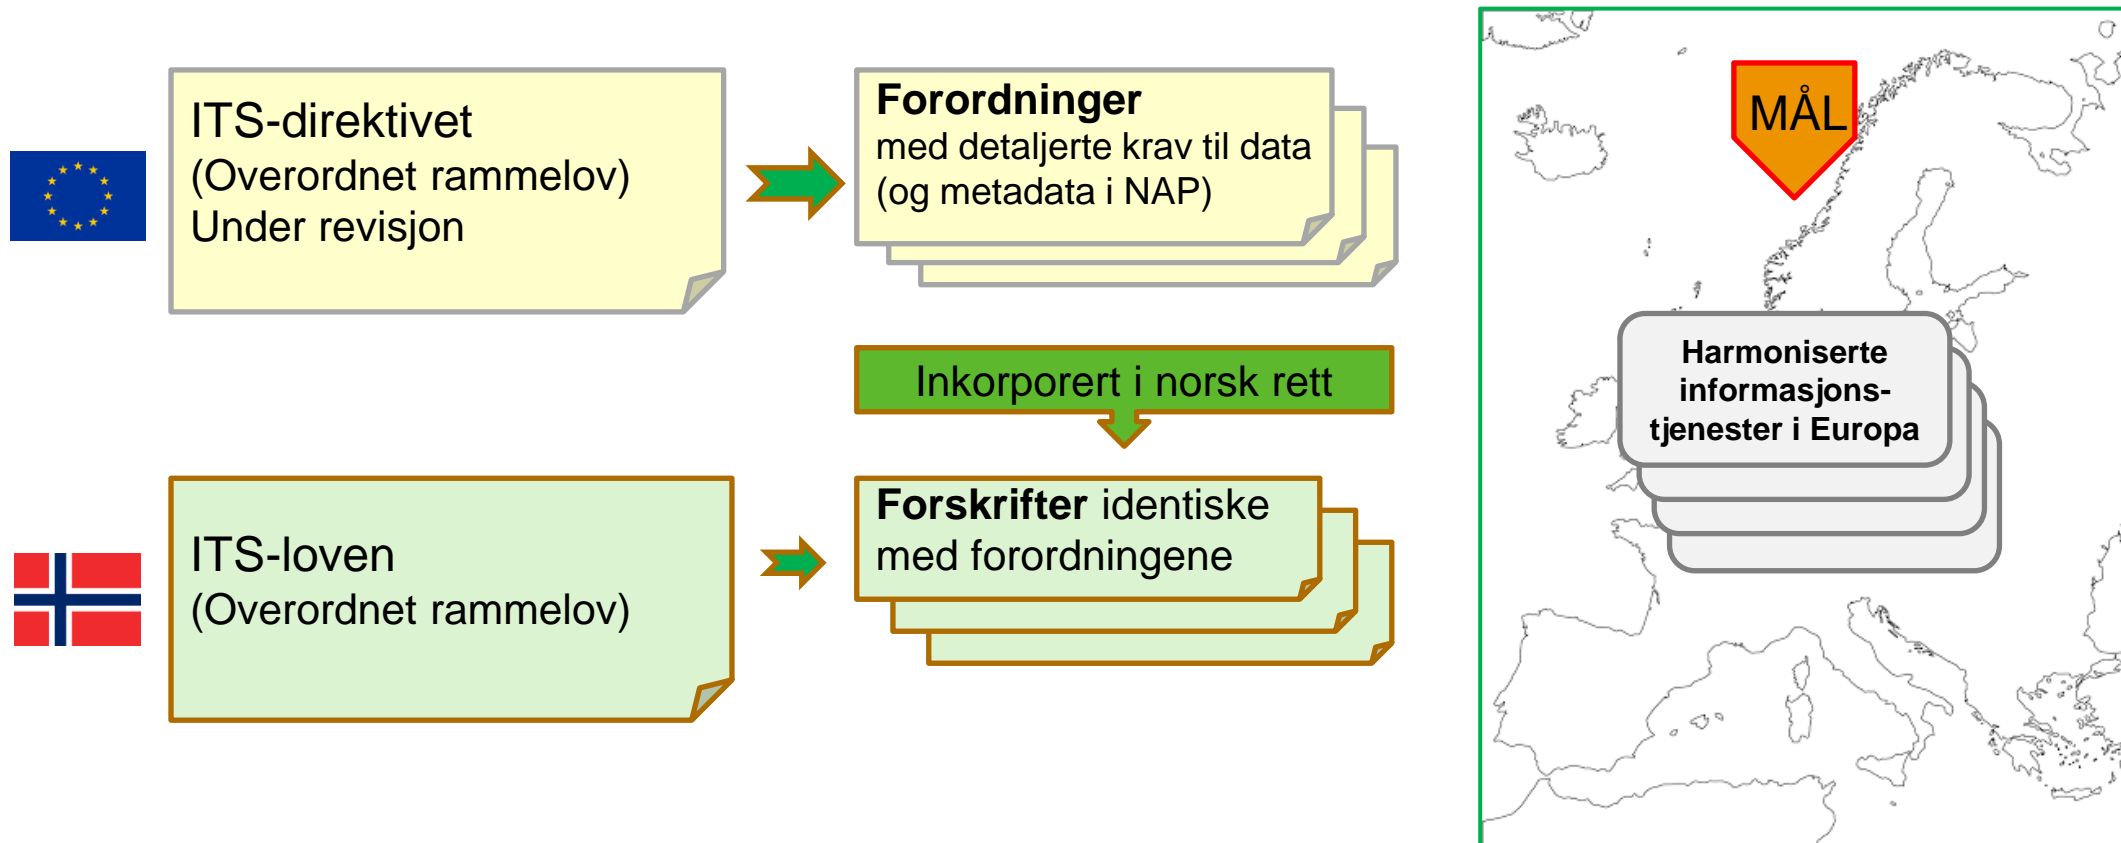 ITS-direktivet
(Overordnet rammelov)
Under revisjon
Forordninger
med detaljerte krav til data
(og metadata i NAP)
Inkorporert i norsk rett
ITS-loven
(Overordnet rammelov)
Forskrifter identiske
med forordningene
MÅL
Harmoniserte
informasjons-
tjenester i Europa